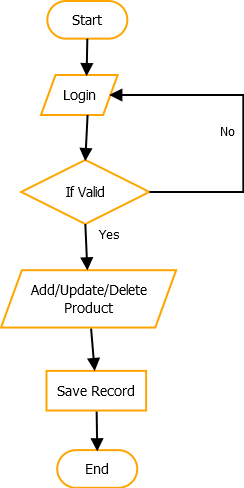 Start
Login
No
If Valid
Yes
Add/Update/Delete
Product
Save Record
End